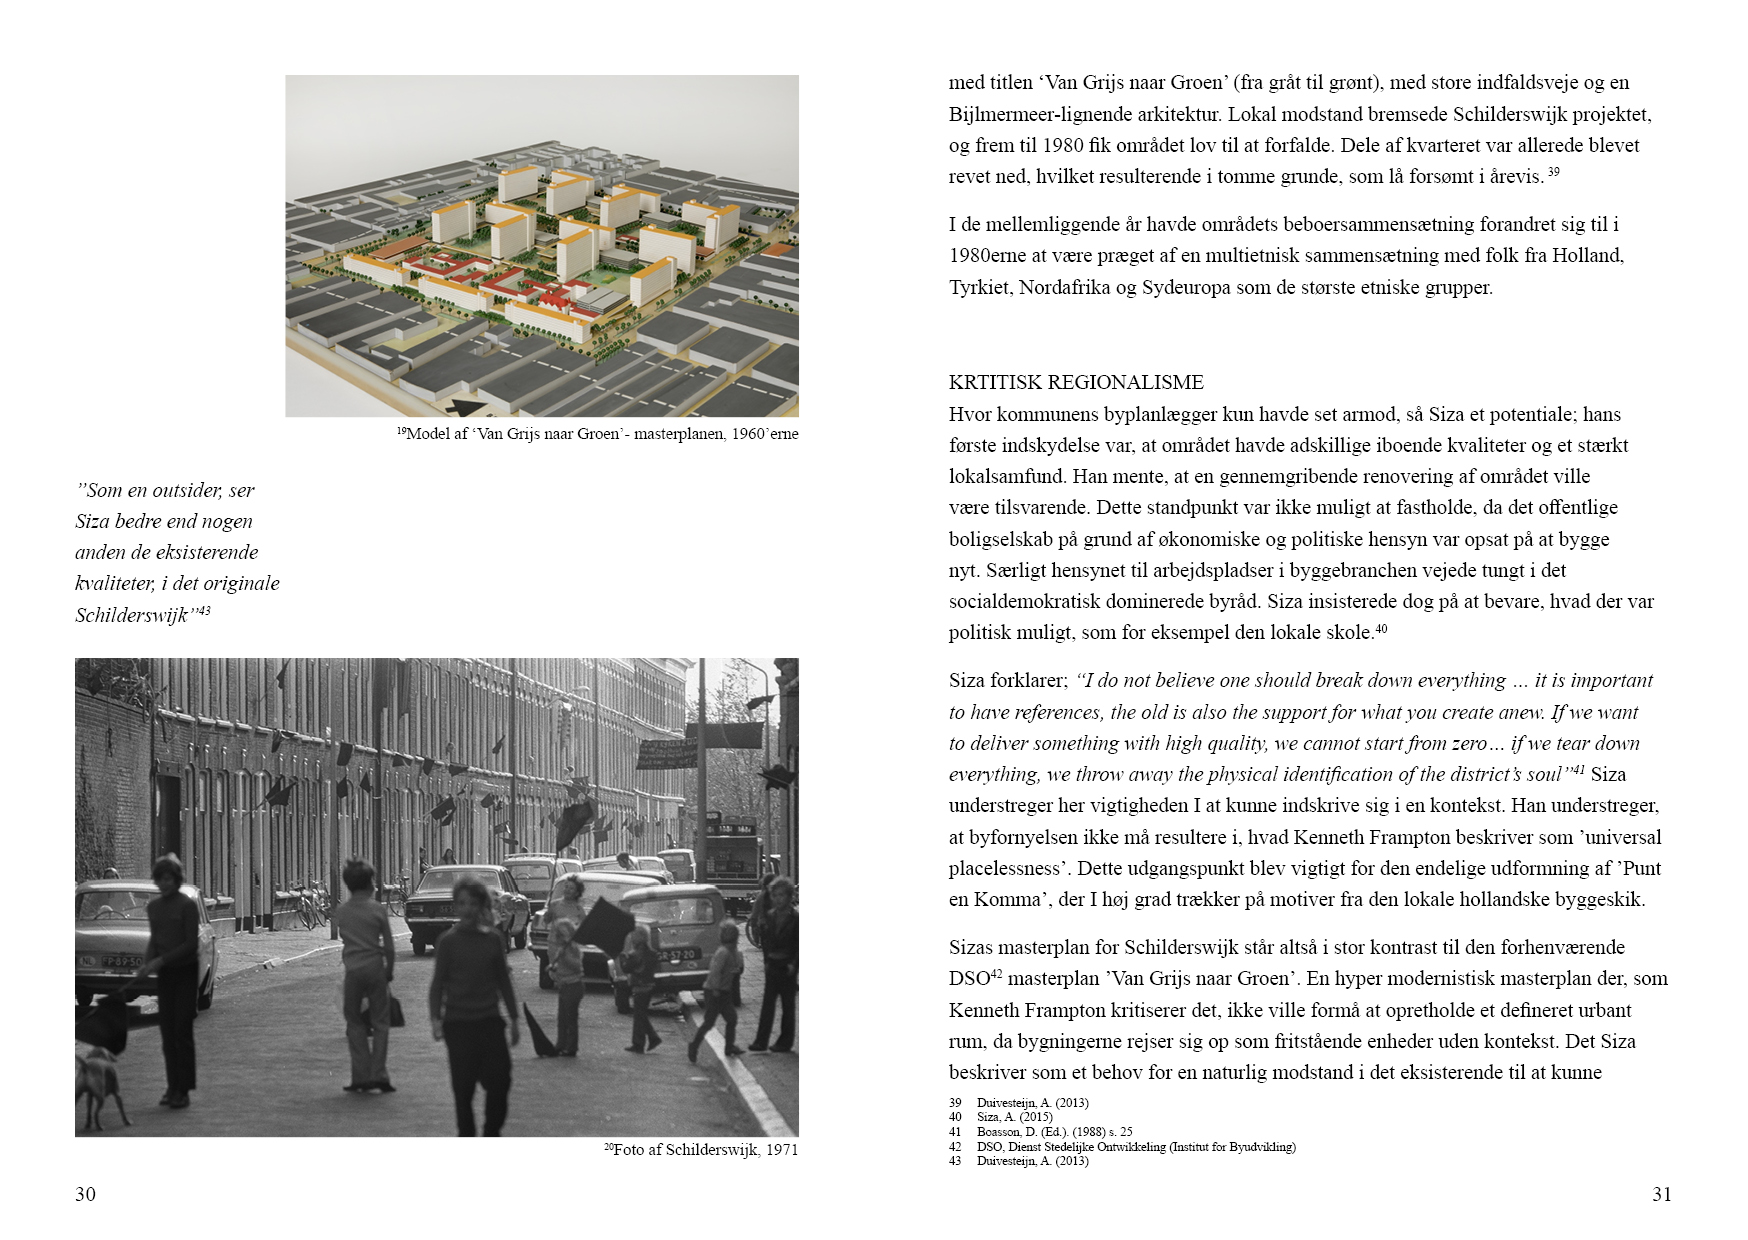 ¹⁹Model af ‘Van Grijs naar Groen’- masterplanen, 1960’erne
”Som en outsider, ser
Siza bedre end nogen
anden de eksisterende
kvaliteter, i det originale
Schilderswijk”⁴³
NL FP-89-50
GR-57-20
²⁰Foto af Schilderswijk, 1971
30
med titlen ‘Van Grijs naar Groen’ (fra gråt til grønt), med store indfaldsveje og en
Bijlmermeer-lignende arkitektur. Lokal modstand bremsede Schilderswijk projektet,
og frem til 1980 fik området lov til at forfalde. Dele af kvarteret var allerede blevet
revet ned, hvilket resulterende i tomme grunde, som lå forsømt i årevis. ³⁹
I de mellemliggende år havde områdets beboersammensætning forandret sig til i
1980erne at være præget af en multietnisk sammensætning med folk fra Holland,
Tyrkiet, Nordafrika og Sydeuropa som de største etniske grupper.
KRTITISK REGIONALISME
Hvor kommunens byplanlægger kun havde set armod, så Siza et potentiale; hans
første indskydelse var, at området havde adskillige iboende kvaliteter og et stærkt
lokalsamfund. Han mente, at en gennemgribende renovering af området ville
være tilsvarende. Dette standpunkt var ikke muligt at fastholde, da det offentlige
boligselskab på grund af økonomiske og politiske hensyn var opsat på at bygge
nyt. Særligt hensynet til arbejdspladser i byggebranchen vejede tungt i det
socialdemokratisk dominerede byråd. Siza insisterede dog på at bevare, hvad der var
politisk muligt, som for eksempel den lokale skole.⁴⁰
Siza forklarer; “I do not believe one should break down everything … it is important
to have references, the old is also the support for what you create anew. If we want
to deliver something with high quality, we cannot start from zero… if we tear down
everything, we throw away the physical identification of the district’s soul”⁴¹ Siza
understreger her vigtigheden I at kunne indskrive sig i en kontekst. Han understreger,
at byfornyelsen ikke må resultere i, hvad Kenneth Frampton beskriver som ’universal
placelessness’. Dette udgangspunkt blev vigtigt for den endelige udformning af ’Punt
en Komma’, der I høj grad trækker på motiver fra den lokale hollandske byggeskik.
Sizas masterplan for Schilderswijk står altså i stor kontrast til den forhenværende
DSO⁴² masterplan ’Van Grijs naar Groen’. En hyper modernistisk masterplan der, som
Kenneth Frampton kritiserer det, ikke ville formå at opretholde et defineret urbant
rum, da bygningerne rejser sig op som fritstående enheder uden kontekst. Det Siza
beskriver som et behov for en naturlig modstand i det eksisterende til at kunne
39 Duivesteijn, A. (2013)
40 Siza, A. (2015)
41 Boasson, D. (Ed.). (1988) s. 25
42 DSO, Dienst Stedelijke Ontwikkeling (Institut for Byudvikling)
43 Duivesteijn, A. (2013)
31